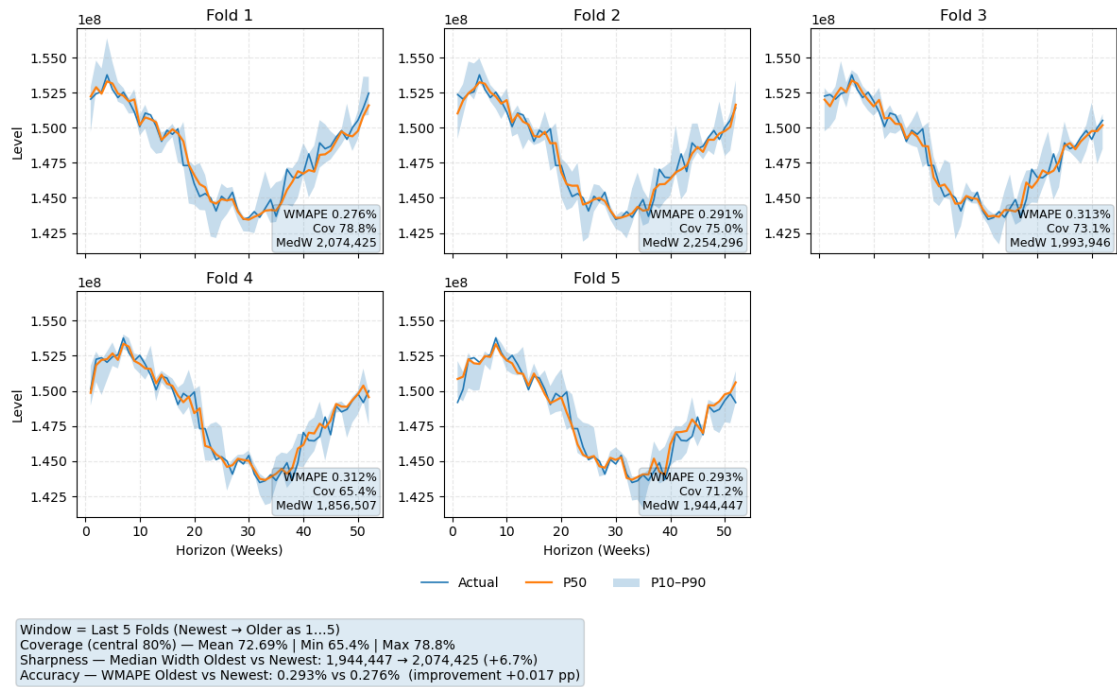 Fold 1
Fold 2
Fold 3
1e8
1e8
1e8
1.550
1.525
1.500
1.475
1.450
1.425
Level
WMAPE 0.276%
Cov 78.8%
MedW 2,074,425
1.550
1.525
1.500
1.475
1.450
1.425
WMAPE 0.291%
Cov 75.0%
MedW 2,254,296
1.550
1.525
1.500
1.475
1.450
1.425
WMAPE 0.313%
Cov 73.1%
MedW 1,993,946
Fold 4
Fold 5
1e8
1e8
1.550
1.525
1.500
1.475
1.450
1.425
Level
WMAPE 0.312%
Cov 65.4%
MedW 1,856,507
0 10 20 30 40 50
Horizon (Weeks)
1.550
1.525
1.500
1.475
1.450
1.425
WMAPE 0.293%
Cov 71.2%
MedW 1,944,447
0 10 20 30 40 50
Horizon (Weeks)
Actual P50 P10–P90
Window = Last 5 Folds (Newest → Older as 1...5)
Coverage (central 80%) — Mean 72.69% | Min 65.4% | Max 78.8%
Sharpness — Median Width Oldest vs Newest: 1,944,447 → 2,074,425 (+6.7%)
Accuracy — WMAPE Oldest vs Newest: 0.293% vs 0.276% (improvement +0.017 pp)